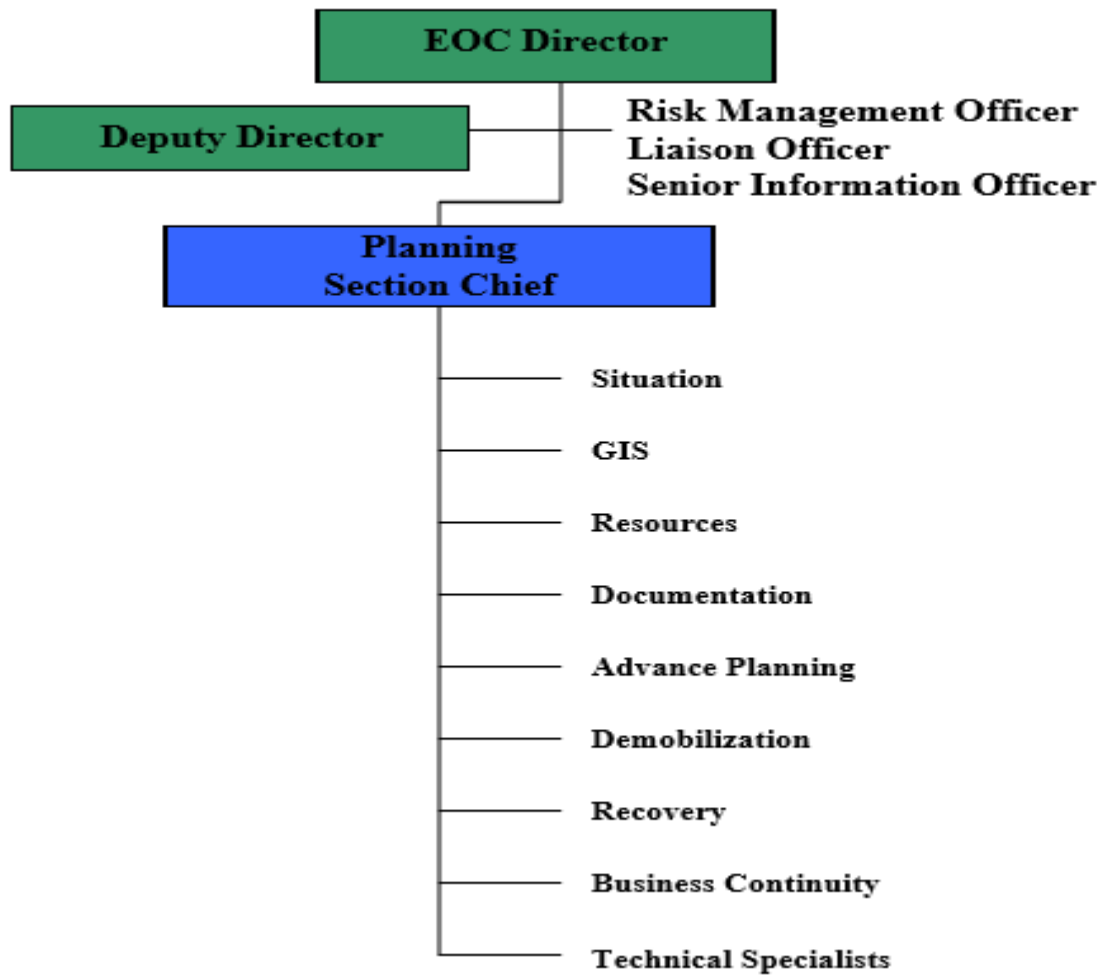 EOC Director
Deputy Director
Risk Management Officer
Liaison Officer
Senior Information Officer
Planning
Section Chief
Situation
GIS
Resources
Documentation
Advance Planning
Demobilization
Recovery
Business Continuity
Technical Specialists